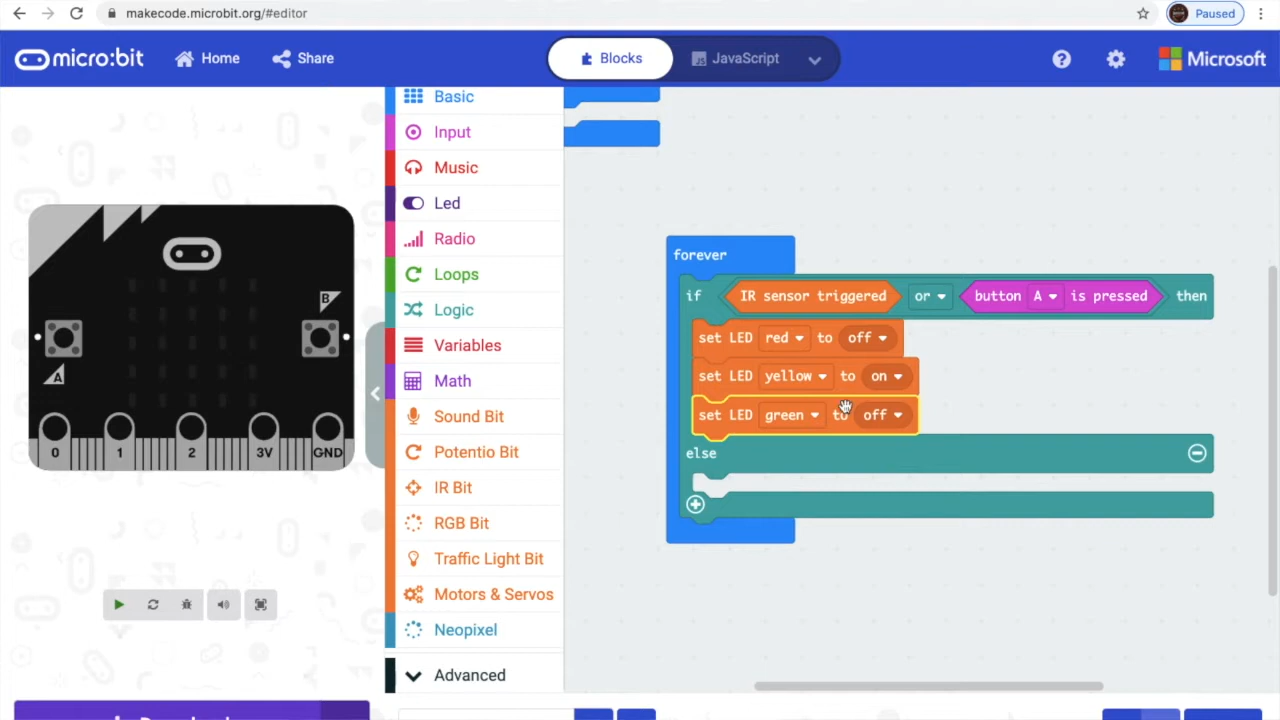 makecode.microbit.org/#editor
Paused
micro:bit
Home
Share
Blocks
JavaScript
Microsoft
Basic
Input
Music
Led
Radio
Loops
Logic
Variables
Math
Sound Bit
Potentio Bit
IR Bit
RGB Bit
Traffic Light Bit
Motors & Servos
Neopixel
Advanced
B
A
0 1 2 3V GND
forever
if IR sensor triggered or button A is pressed then
set LED red to off
set LED yellow to on
set LED green to off
else